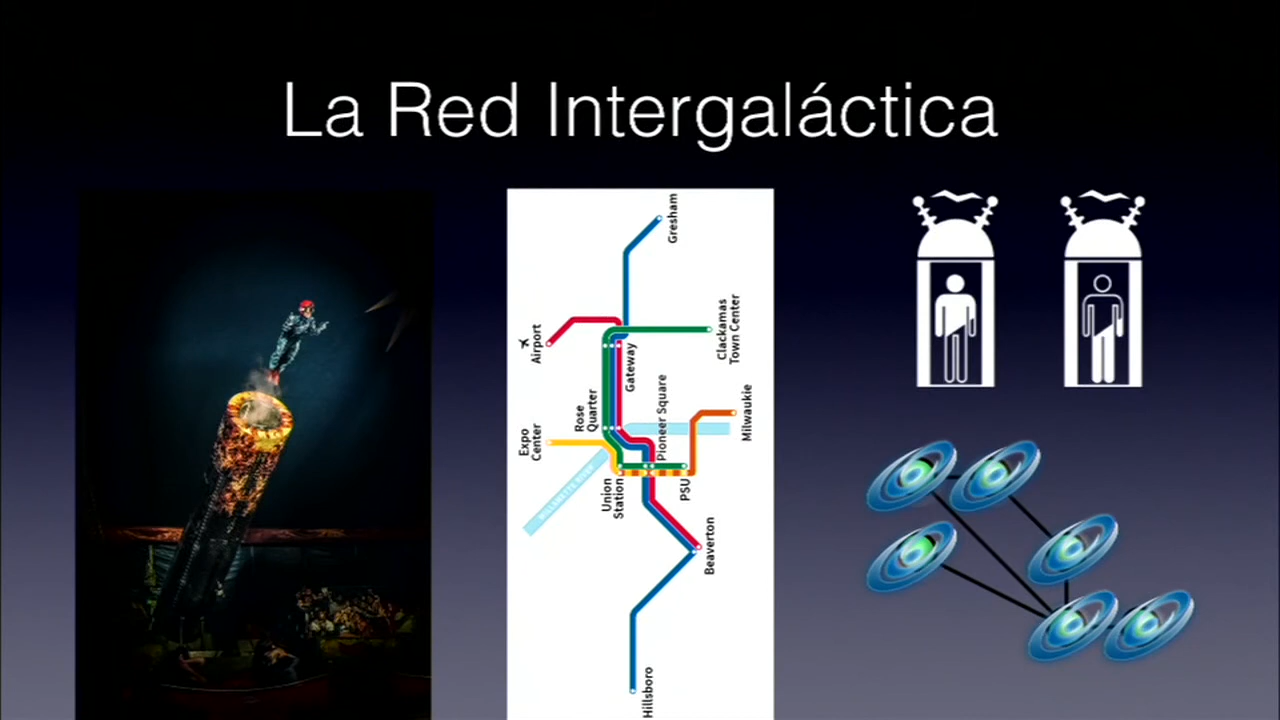 La Red Intergaláctica
Gresham
Airport
Clackamas
Town Center
Gateway
Rose
Quarter
Pioneer Square
Milwaukie
Expo
Center
Union
Station
PSU
Beaverton
Hillsboro